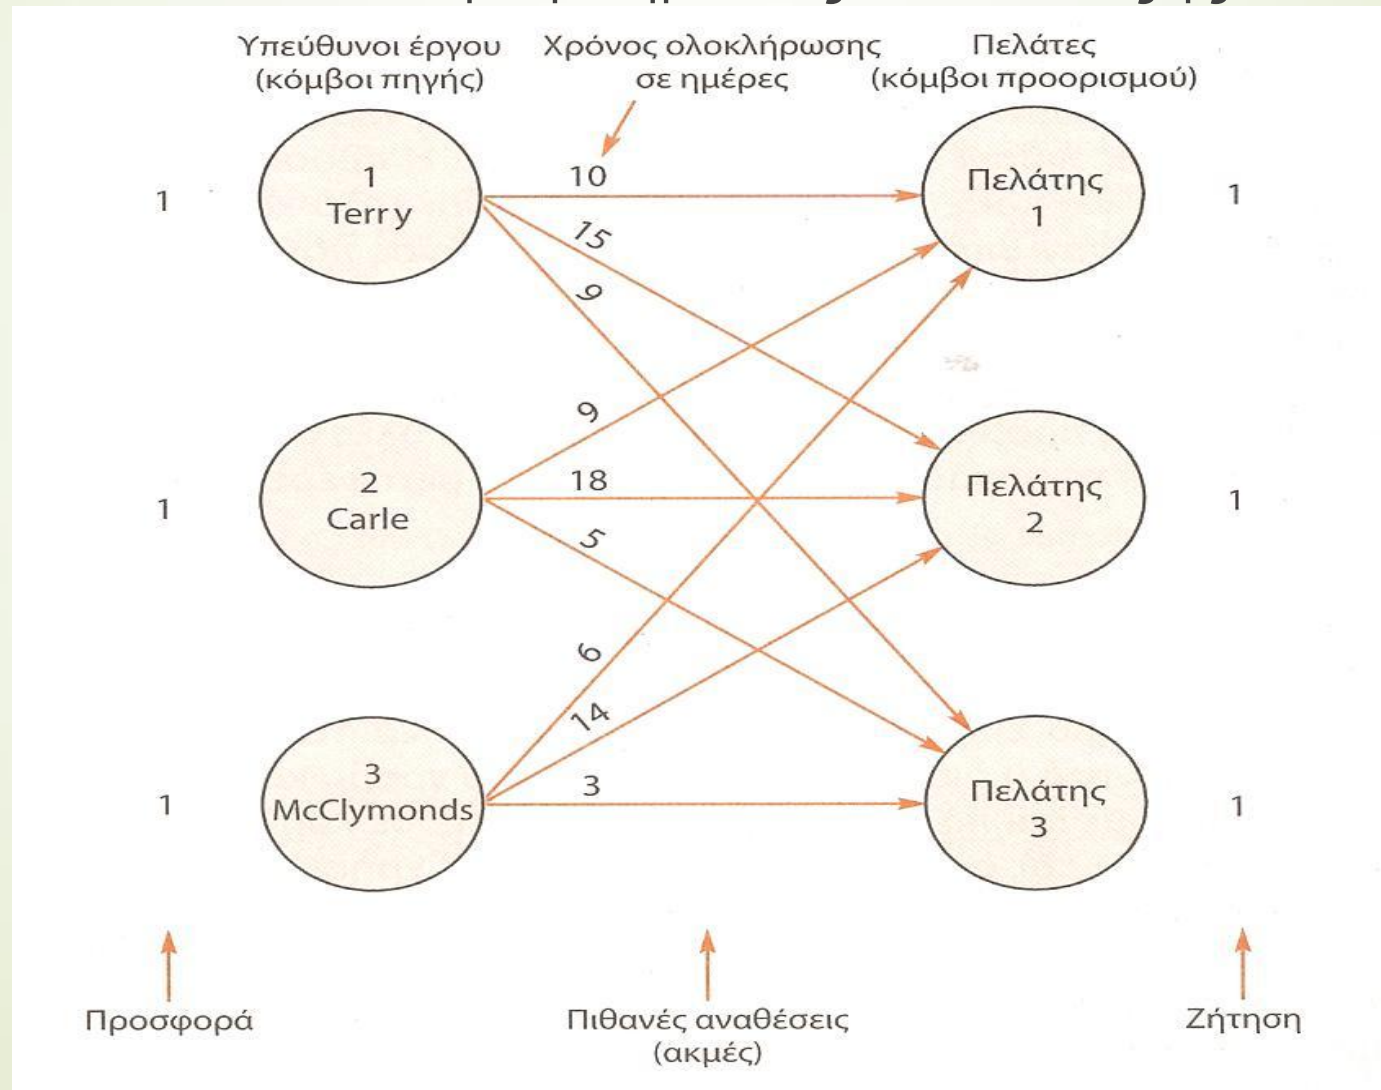 Υπεύθυνοι έργου
(κόμβοι πηγής)
Χρόνος ολοκλήρωσης
σε ημέρες
Πελάτες
(κόμβοι προορισμού)
1
1
Terry
10
15
9
Πελάτης
1
1
1
2
Carle
9
18
5
Πελάτης
2
1
1
3
McClymonds
6
14
3
Πελάτης
3
1
Προσφορά
Πιθανές αναθέσεις
(ακμές)
Ζήτηση